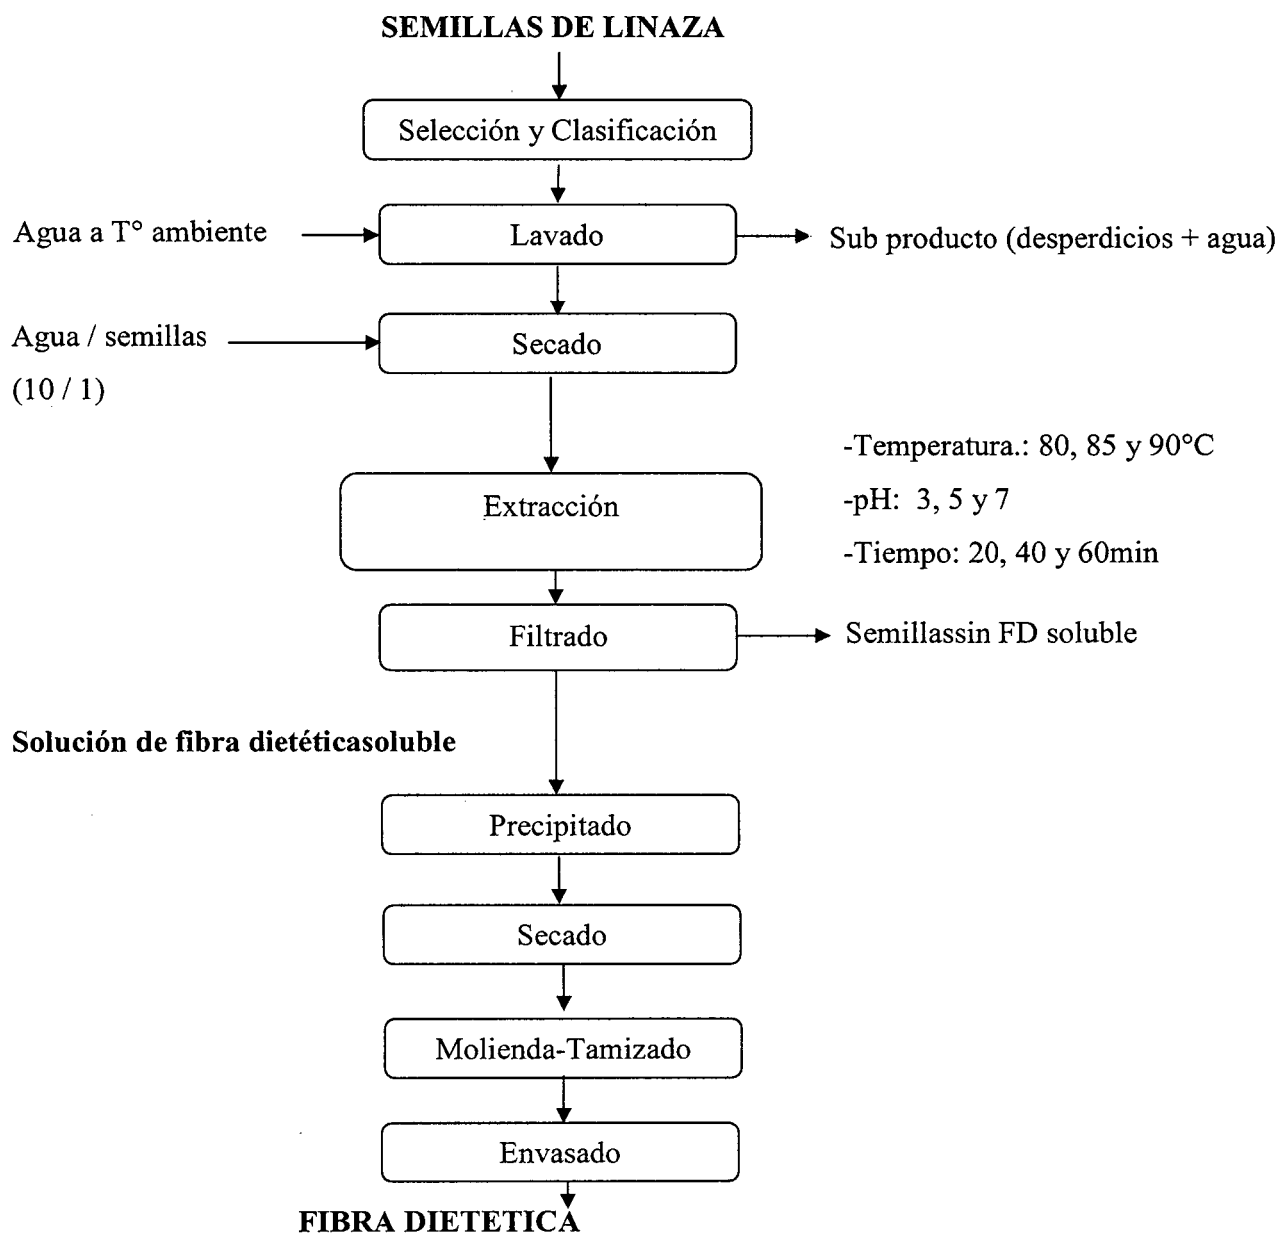 SEMILLAS DE LINAZA
Selección y Clasificación
Agua a T° ambiente
Lavado
Sub producto (desperdicios + agua)
Agua / semillas
(10 / 1)
Secado
-Temperatura.: 80, 85 y 90°C
-pH: 3, 5 y 7
-Tiempo: 20, 40 y 60min
Extracción
Filtrado
Semillassin FD soluble
Solución de fibra dietéticasoluble
Precipitado
Secado
Molienda-Tamizado
Envasado
FIBRA DIETETICA